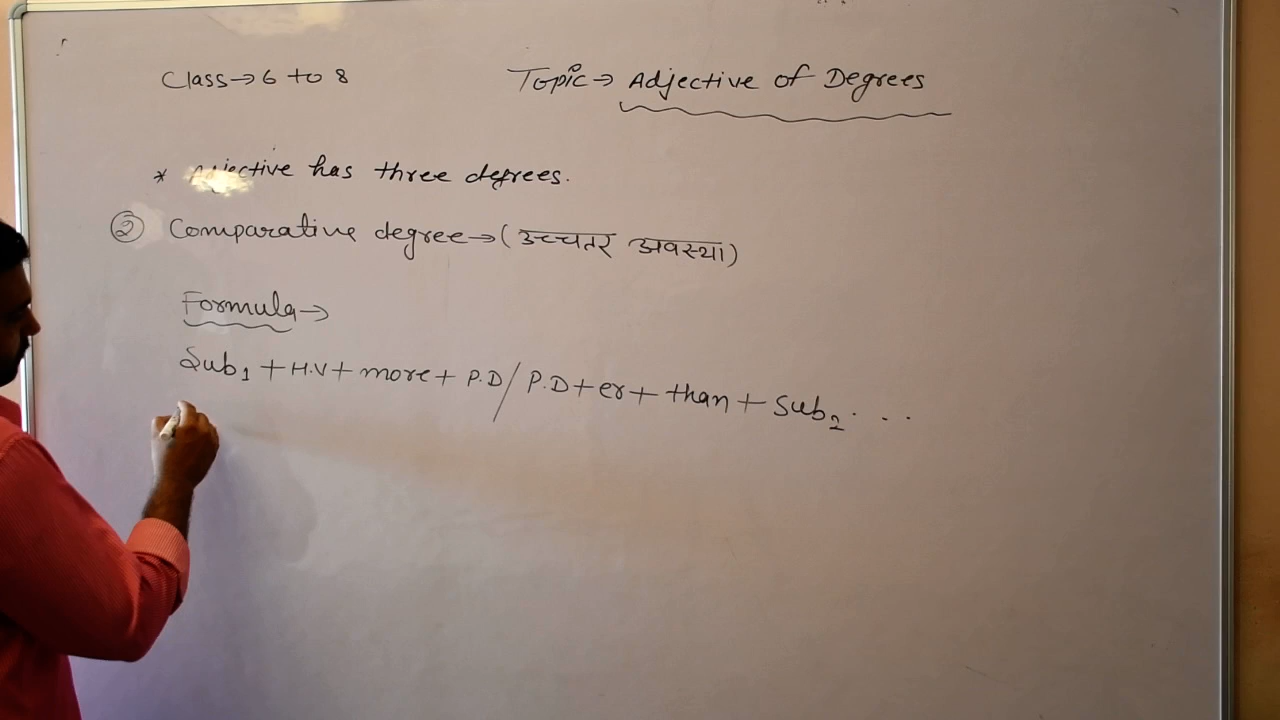 Class→6 to 8
Topic→ Adjective of Degrees
* Adjective has three degrees.
② Comparative degree→(उच्चतर अवस्था)
Formula→
Sub₁ + H.V + more + P.D / P.D + er + than + Sub₂ . . .